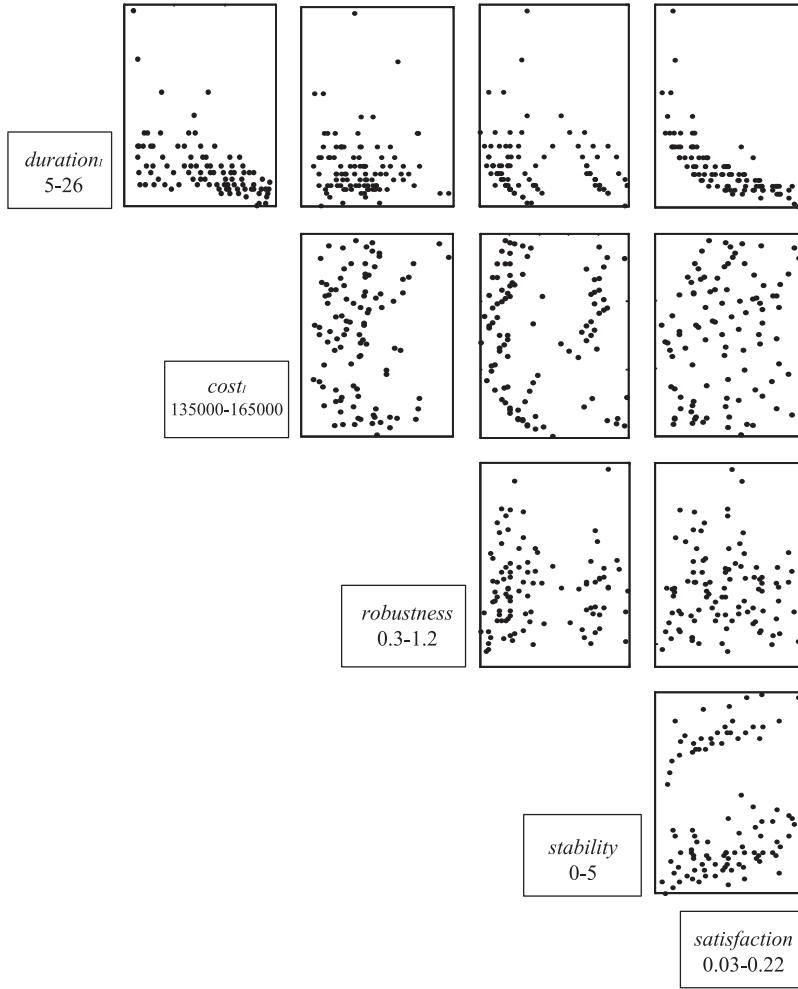 duration₁
5-26
cost₁
135000-165000
robustness
0.3-1.2
stability
0-5
satisfaction
0.03-0.22